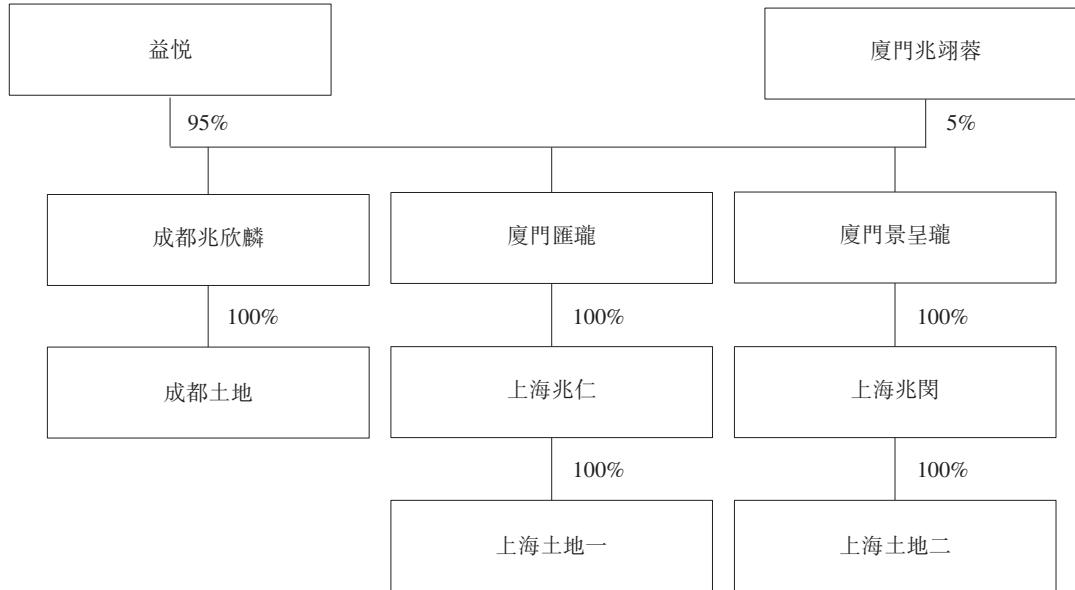 益悦
廈門兆翊蓉
95%
5%
成都兆欣麟
廈門匯瓏
廈門景呈瓏
100%
100%
100%
成都土地
上海兆仁
上海兆閔
100%
100%
上海土地一
上海土地二